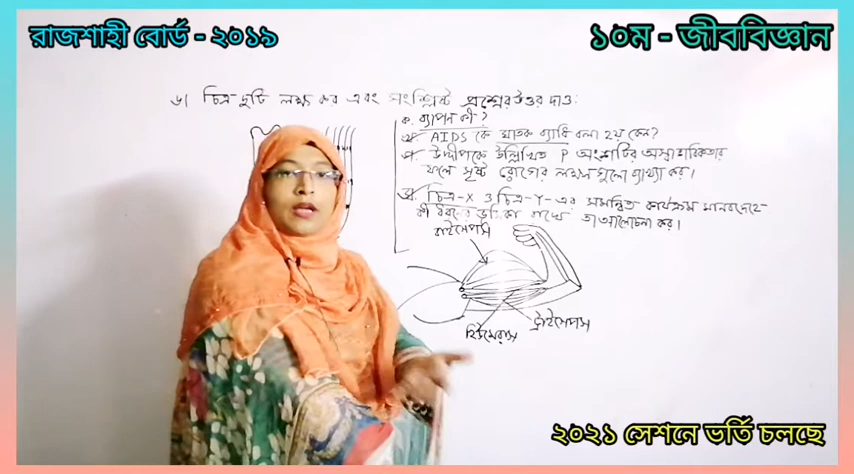 রাজশাহী বোর্ড - ২০১৯
১০ম - জীববিজ্ঞান
৬। চিত্র দুটি লক্ষ কর এবং সংশ্লিষ্ট প্রশ্নের উত্তর দাও:
ক. ব্যাপন কী?
খ. AIDS কে ঘাতক ব্যাধি বলা হয় কেন?
গ. উদ্দীপকে উল্লিখিত P অংশটির অস্বাভাবিকতার
ফলে সৃষ্ট রোগের লক্ষণগুলো ব্যাখ্যা কর।
ঘ. চিত্র-X ও চিত্র-Y-এর সমন্বিত কার্যক্রম মানবদেহে
কী ধরনের ভূমিকা রাখে তা আলোচনা কর।
বাইসেপস
হিউমেরাস
ট্রাইসেপস
২০২১ সেশনে ভর্তি চলছে